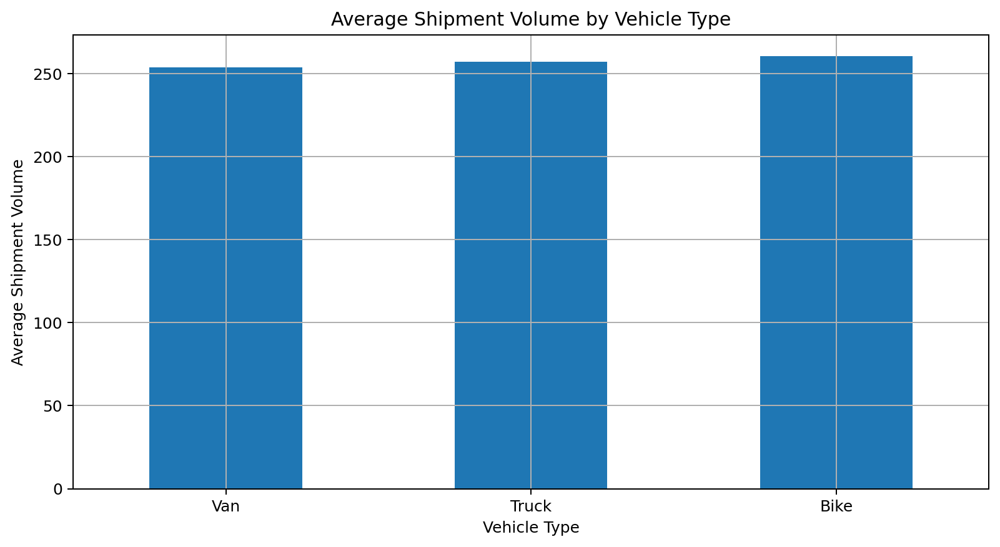 Average Shipment Volume by Vehicle Type
Average Shipment Volume
250
200
150
100
50
0
Van Truck Bike
Vehicle Type